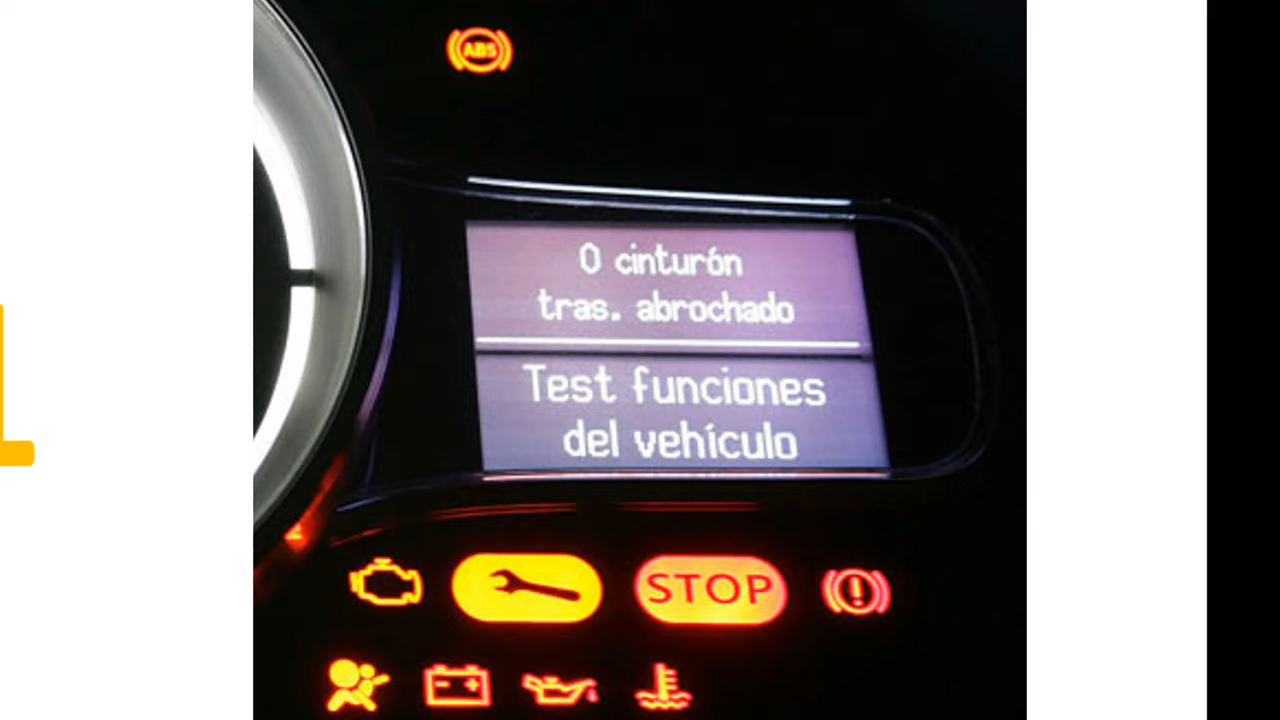 ABS
0 cinturón
tras. abrochado
Test funciones
del vehículo
STOP